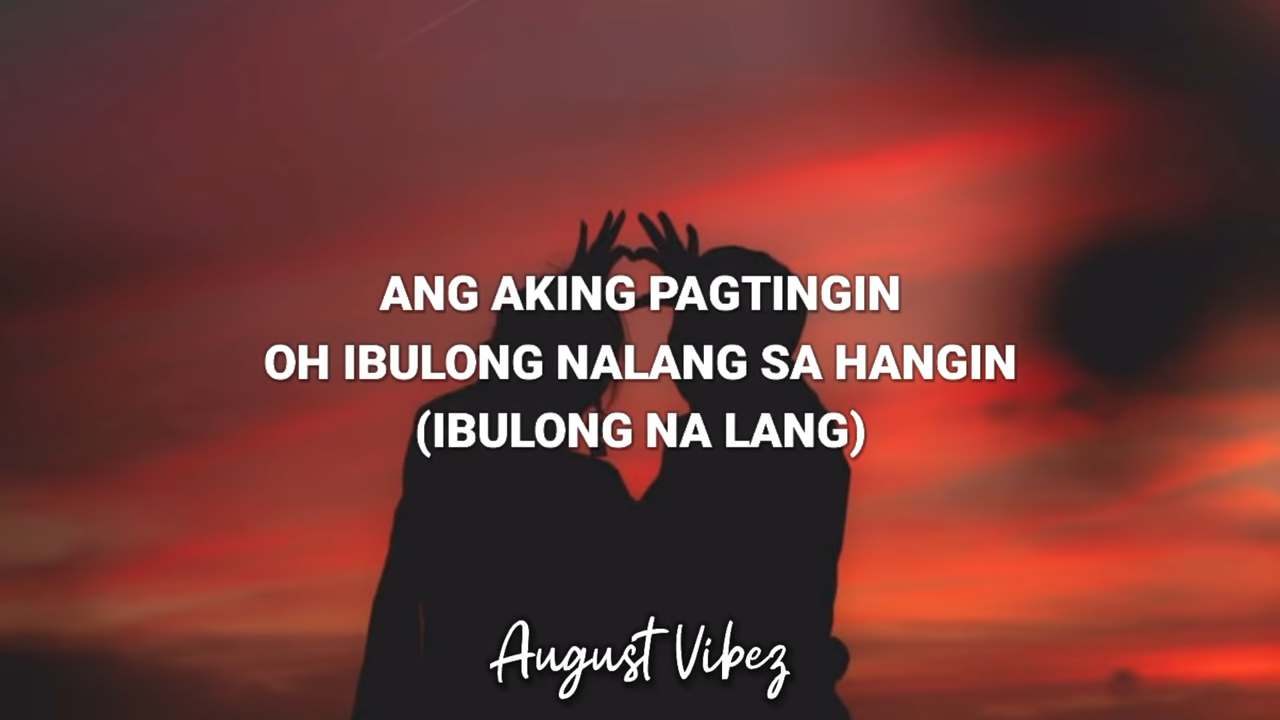 ANG AKING PAGTINGIN
OH IBULONG NALANG SA HANGIN
(IBULONG NA LANG)
August Vibez